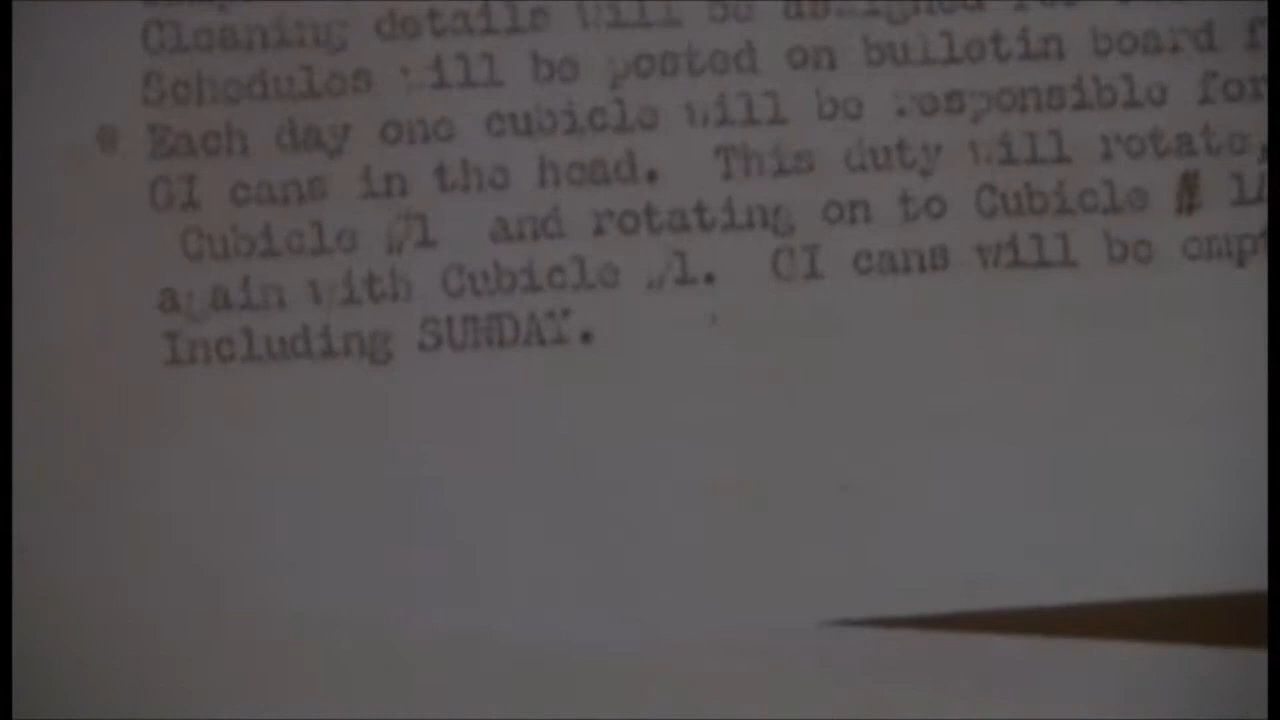 Cleaning details will be assigned for
Schedules will be posted on bulletin board
Each day one cubicle will be responsible for
GI cans in the head. This duty will rotate,
Cubicle #1 and rotating on to Cubicle #
again with Cubicle #1. GI cans will be
Including SUNDAY.